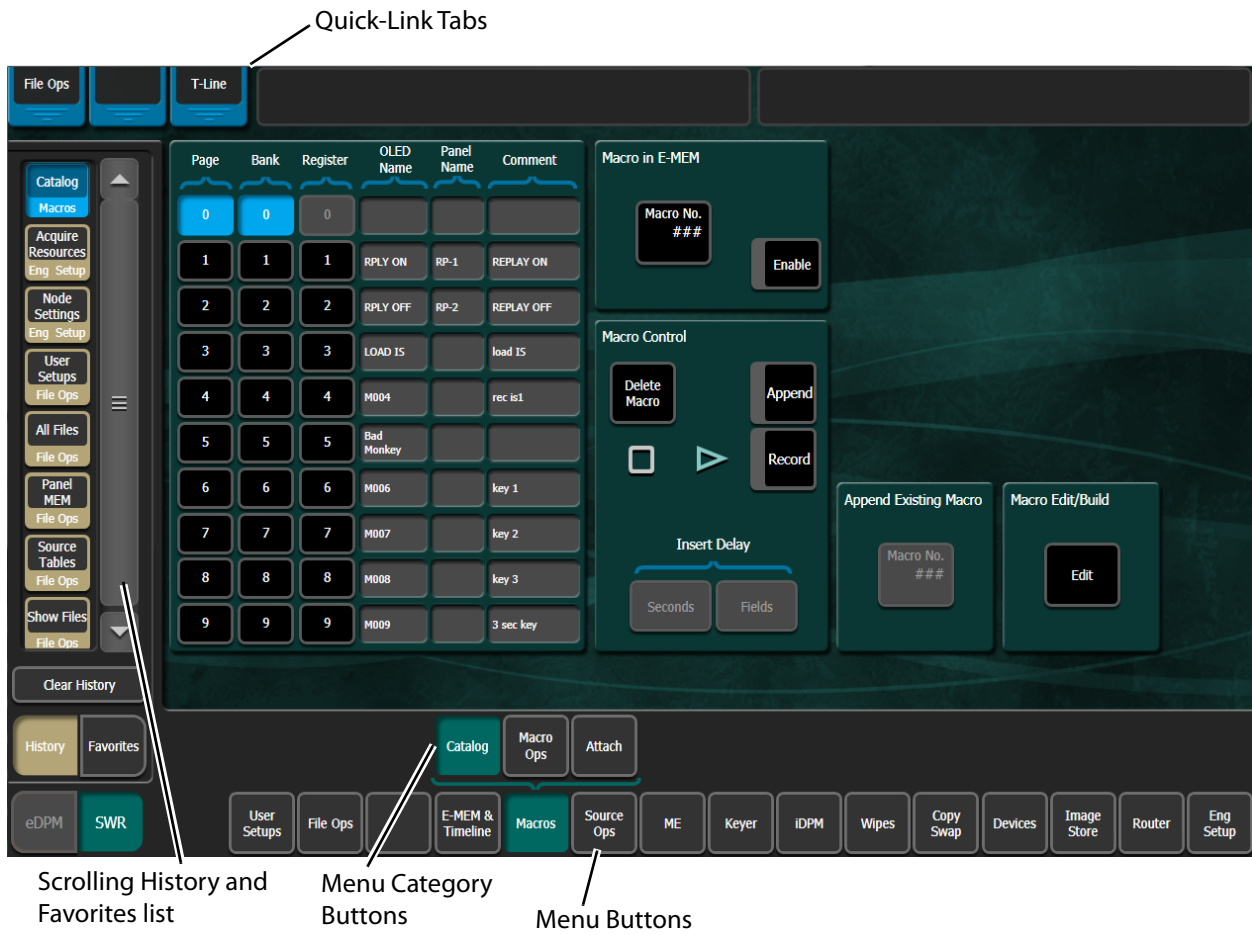 Quick-Link Tabs
File Ops
T-Line
Catalog
Macros
Acquire
Resources
Eng Setup
Node
Settings
Eng Setup
User
Setups
File Ops
All Files
File Ops
Panel
MEM
File Ops
Source
Tables
File Ops
Show Files
File Ops
Clear History
History Favorites
eDPM SWR
Page Bank Register OLED Name Panel Name Comment
0 0 0
1 1 1 RPLY ON RP-1 REPLAY ON
2 2 2 RPLY OFF RP-2 REPLAY OFF
3 3 3 LOAD IS load IS
4 4 4 M004 rec is1
5 5 5 Bad Monkey
6 6 6 M006 key 1
7 7 7 M007 key 2
8 8 8 M008 key 3
9 9 9 M009 3 sec key
Macro in E-MEM
Macro No.
###
Enable
Macro Control
Delete
Macro
Append
Record
Insert Delay
Seconds Fields
Append Existing Macro
Macro No.
###
Macro Edit/Build
Edit
Catalog
Macro
Ops
Attach
User
Setups
File Ops
E-MEM &
Timeline
Macros
Source
Ops
ME
Keyer
iDPM
Wipes
Copy
Swap
Devices
Image
Store
Router
Eng
Setup
Scrolling History and
Favorites list
Menu Category
Buttons
Menu Buttons